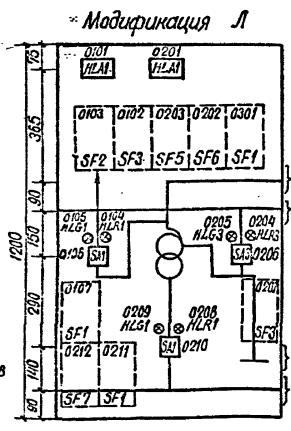 Модификация Л
0101 0201
HLA1 HLA1
0103 0102 0203 0202 0301
SF2 SF3 SF5 SF6 SF1
0105 0104 0205 0204
HLG1 HLR1 HLG3 HLR3
0106 SA1 SA3 0206
0107 0207
SF1 SF3
0209 0208
HLG1 HLR1
0212 0211 SA1 0210
SF7 SF1
75
365
90
150
290
140
90
1200
в